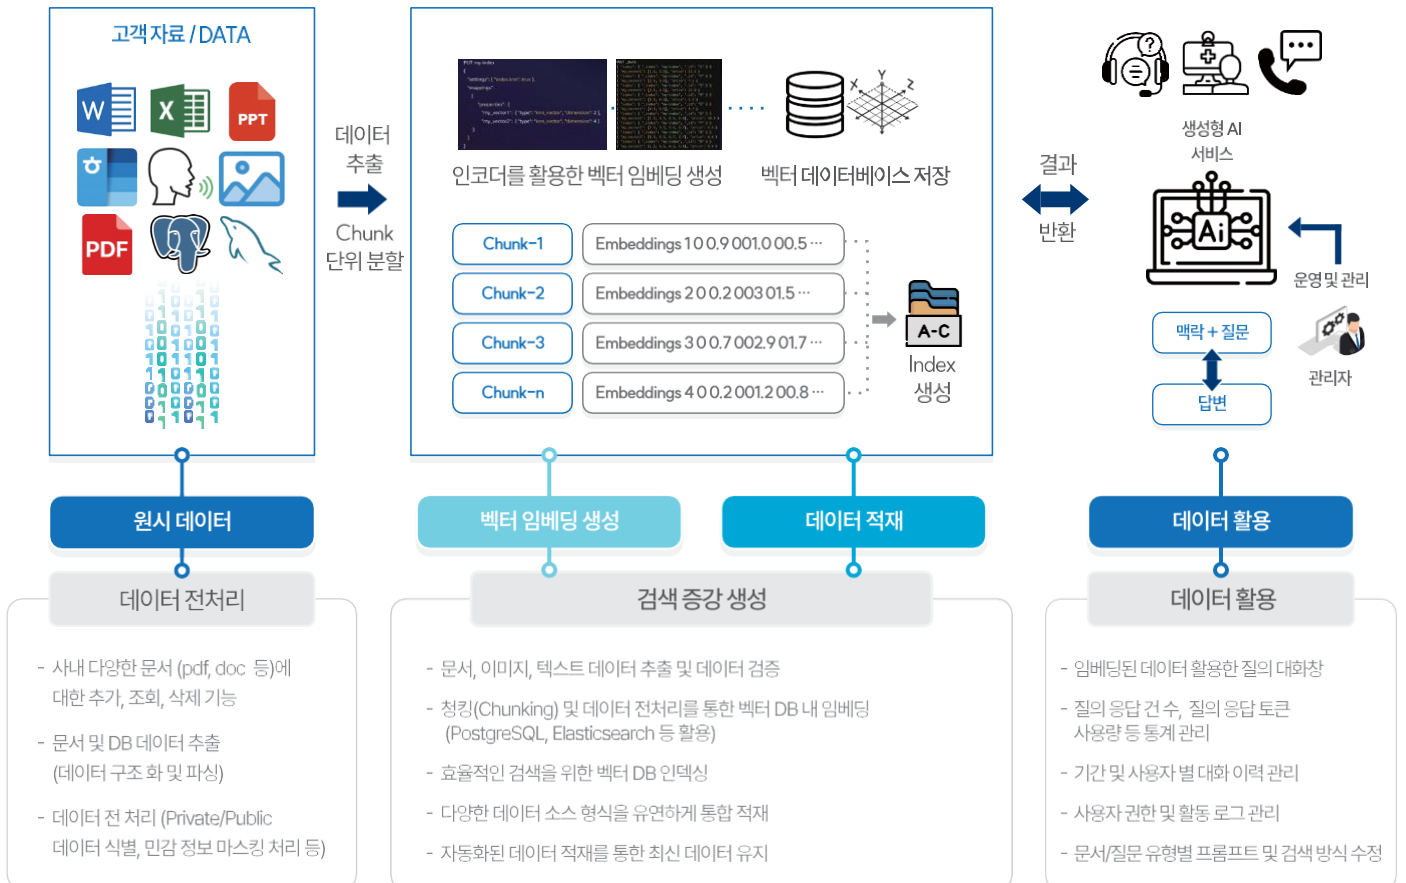 고객 자료 / DATA
W
X
PPT
ㅎ
PDF
데이터
추출
Chunk
단위 분할
X
Y
Z
인코더를 활용한 벡터 임베딩 생성
벡터 데이터베이스 저장
Chunk-1
Embeddings 1 0 0.9 001.0 00.5 ···
Chunk-2
Embeddings 2 0 0.2 003 01.5 ···
Chunk-3
Embeddings 3 0 0.7 002.9 01.7 ···
Chunk-n
Embeddings 4 0 0.2 001.2 00.8 ···
A-C
Index
생성
결과
반환
?
생성형 AI
서비스
Ai
운영 및 관리
맥락 + 질문
답변
관리자
원시 데이터
벡터 임베딩 생성
데이터 적재
데이터 활용
데이터 전처리
- 사내 다양한 문서 (pdf, doc 등)에
대한 추가, 조회, 삭제 기능
- 문서 및 DB 데이터 추출
(데이터 구조 화 및 파싱)
- 데이터 전 처리 (Private/Public
데이터 식별, 민감 정보 마스킹 처리 등)
검색 증강 생성
- 문서, 이미지, 텍스트 데이터 추출 및 데이터 검증
- 청킹(Chunking) 및 데이터 전처리를 통한 벡터 DB 내 임베딩
(PostgreSQL, Elasticsearch 등 활용)
- 효율적인 검색을 위한 벡터 DB 인덱싱
- 다양한 데이터 소스 형식을 유연하게 통합 적재
- 자동화된 데이터 적재를 통한 최신 데이터 유지
데이터 활용
- 임베딩된 데이터 활용한 질의 대화창
- 질의 응답 건 수, 질의 응답 토큰
사용량 등 통계 관리
- 기간 및 사용자 별 대화 이력 관리
- 사용자 권한 및 활동 로그 관리
- 문서/질문 유형별 프롬프트 및 검색 방식 수정